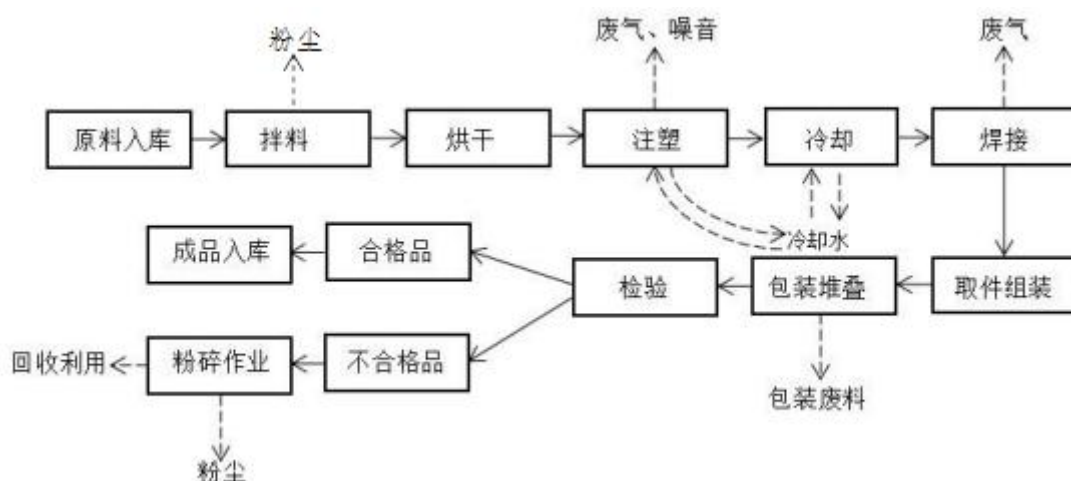 粉尘
废气、噪音
废气
原料入库
拌料
烘干
注塑
冷却
焊接
冷却水
成品入库
合格品
检验
包装堆叠
取件组装
回收利用
粉碎作业
不合格品
包装废料
粉尘